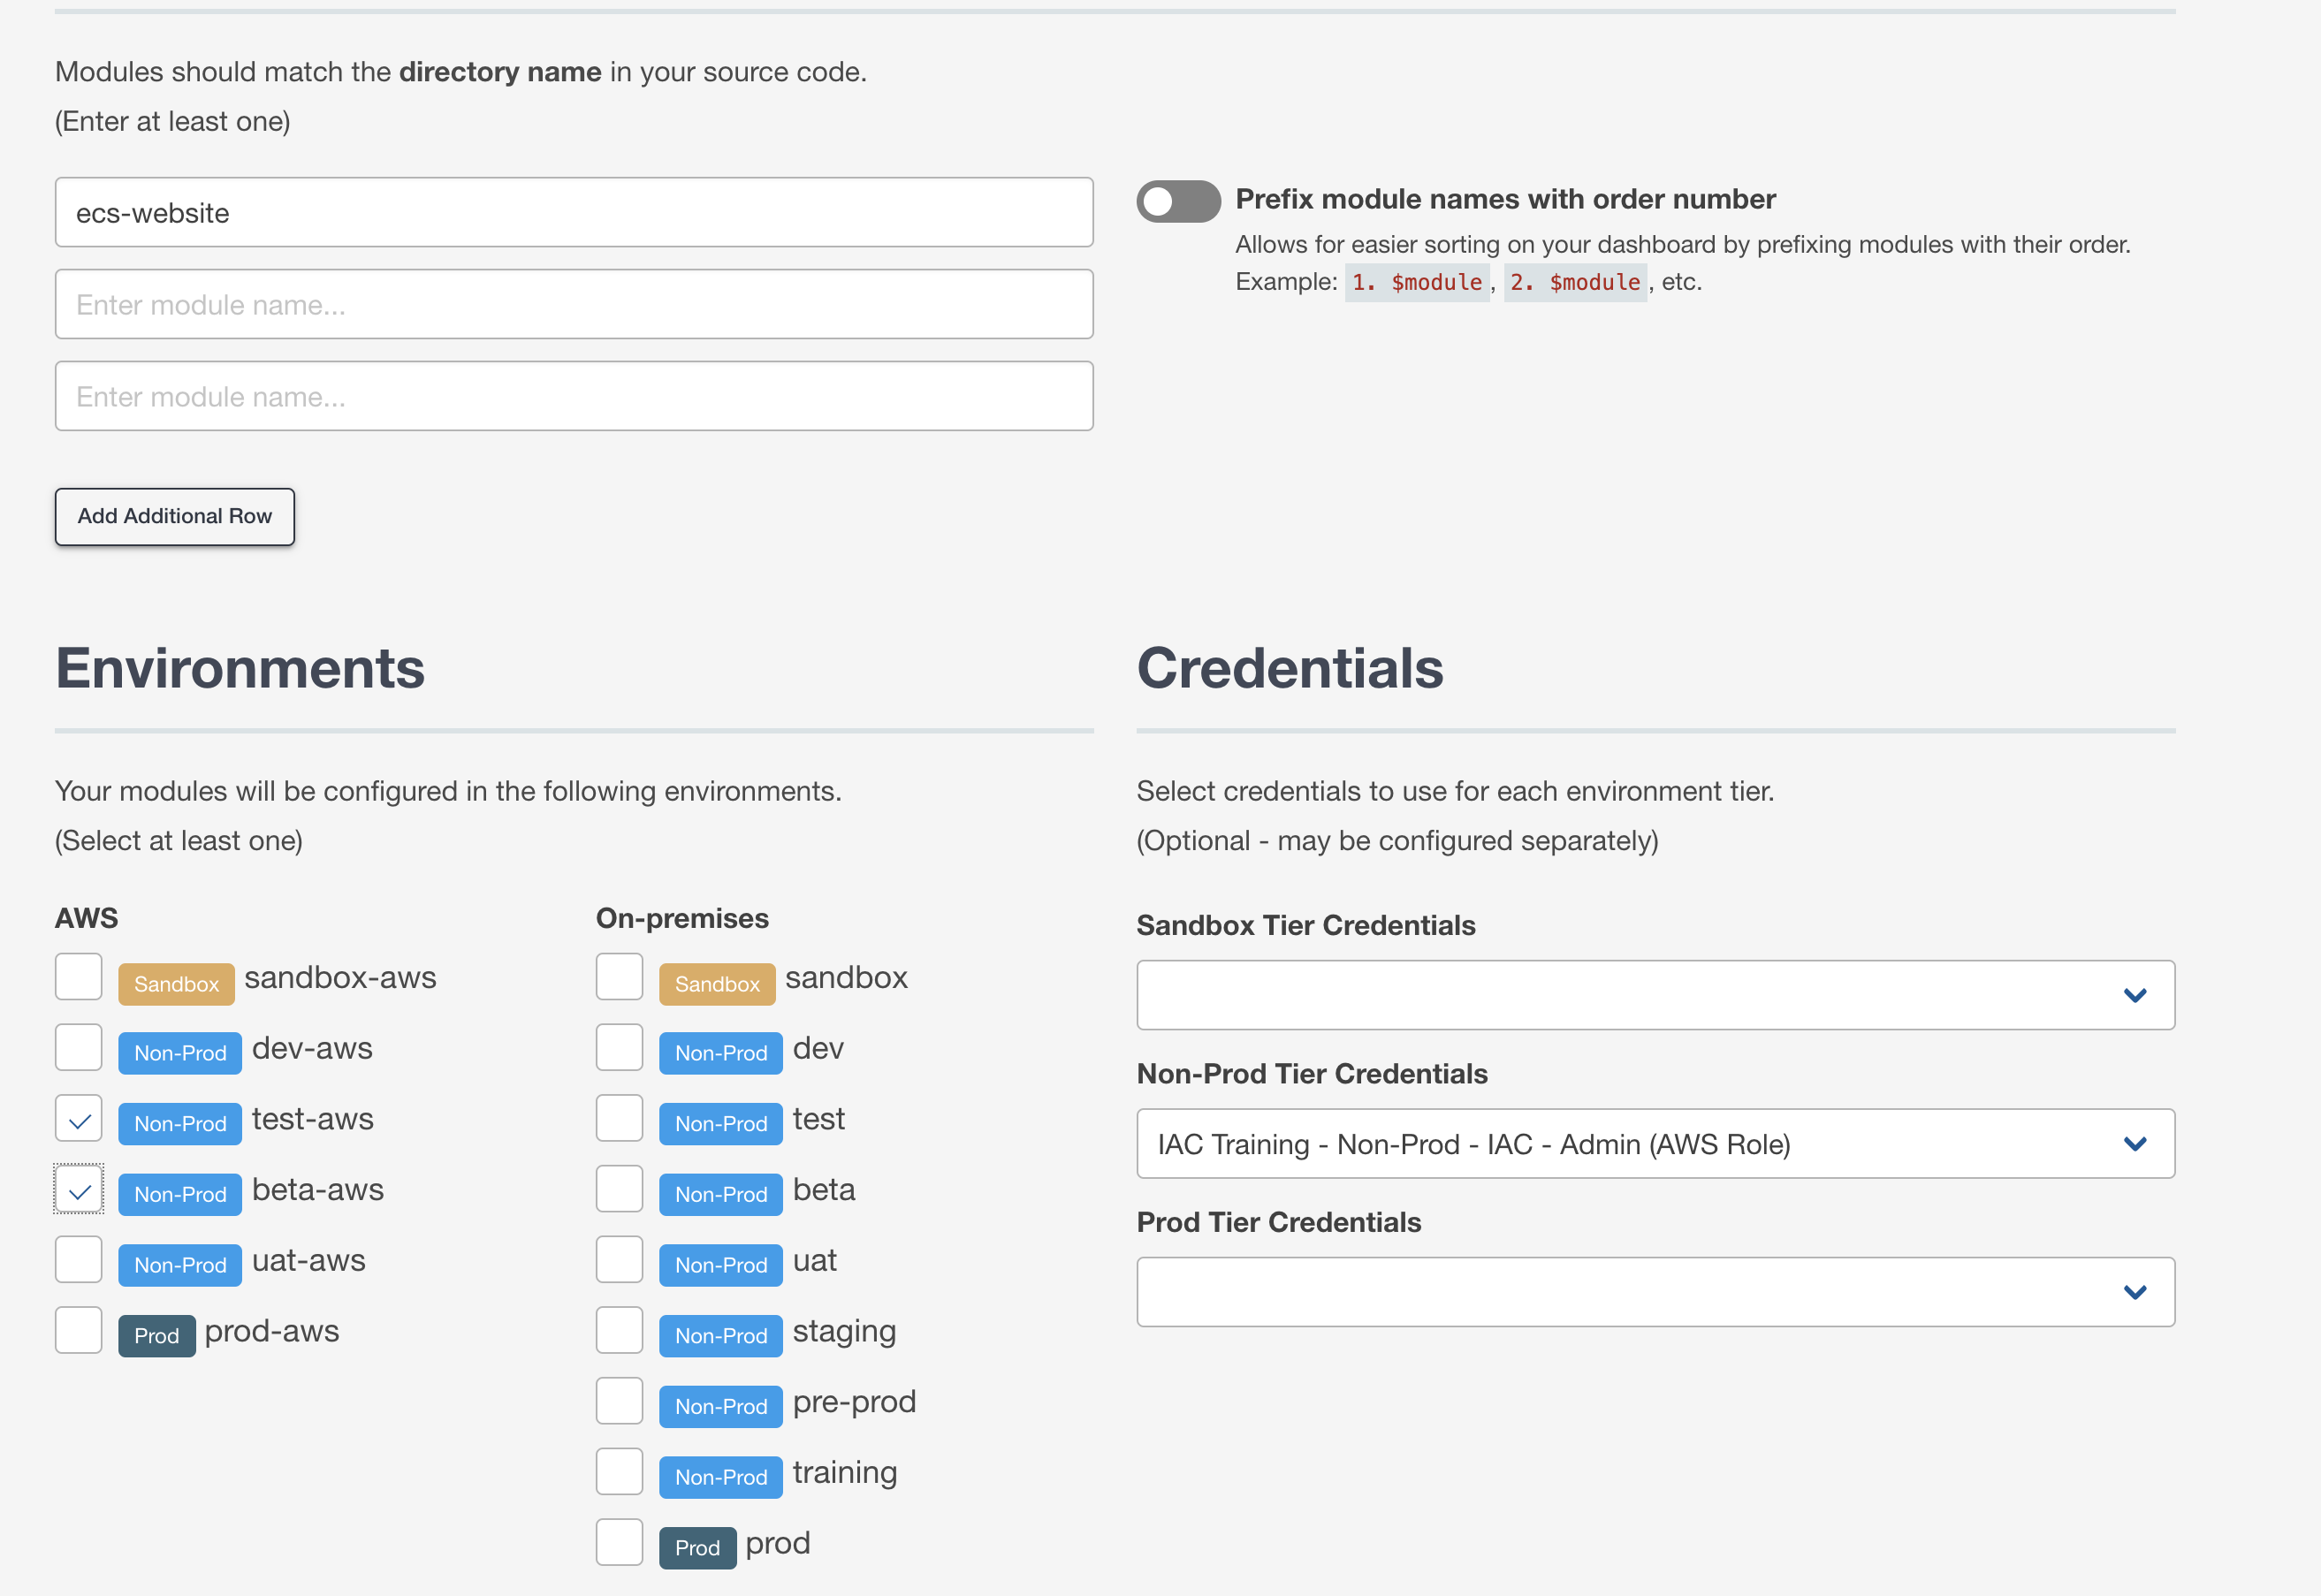 Modules should match the directory name in your source code.
(Enter at least one)
ecs-website
Enter module name...
Enter module name...
Add Additional Row
Prefix module names with order number
Allows for easier sorting on your dashboard by prefixing modules with their order.
Example: 1. $module, 2. $module, etc.
Environments
Your modules will be configured in the following environments.
(Select at least one)
AWS
Sandbox sandbox-aws
Non-Prod dev-aws
Non-Prod test-aws
Non-Prod beta-aws
Non-Prod uat-aws
Prod prod-aws
On-premises
Sandbox sandbox
Non-Prod dev
Non-Prod test
Non-Prod beta
Non-Prod uat
Non-Prod staging
Non-Prod pre-prod
Non-Prod training
Prod prod
Credentials
Select credentials to use for each environment tier.
(Optional - may be configured separately)
Sandbox Tier Credentials
Non-Prod Tier Credentials
IAC Training - Non-Prod - IAC - Admin (AWS Role)
Prod Tier Credentials